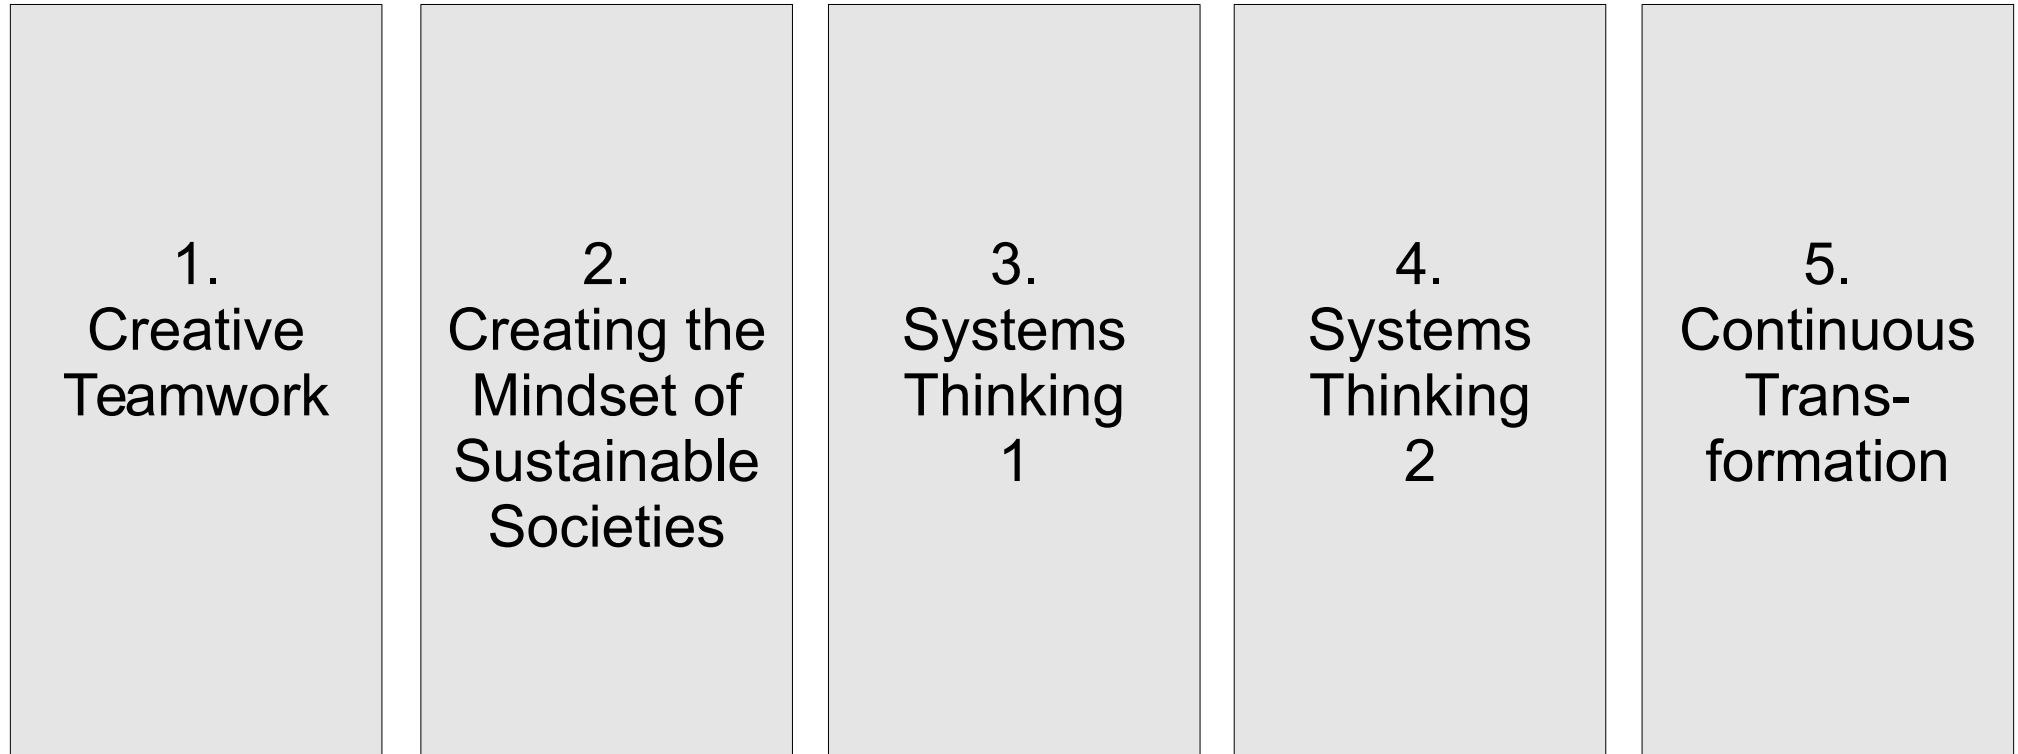 1.
Creative
Teamwork
2.
Creating the
Mindset of
Sustainable
Societies
3.
Systems
Thinking
1
4.
Systems
Thinking
2
5.
Continuous
Trans-
formation